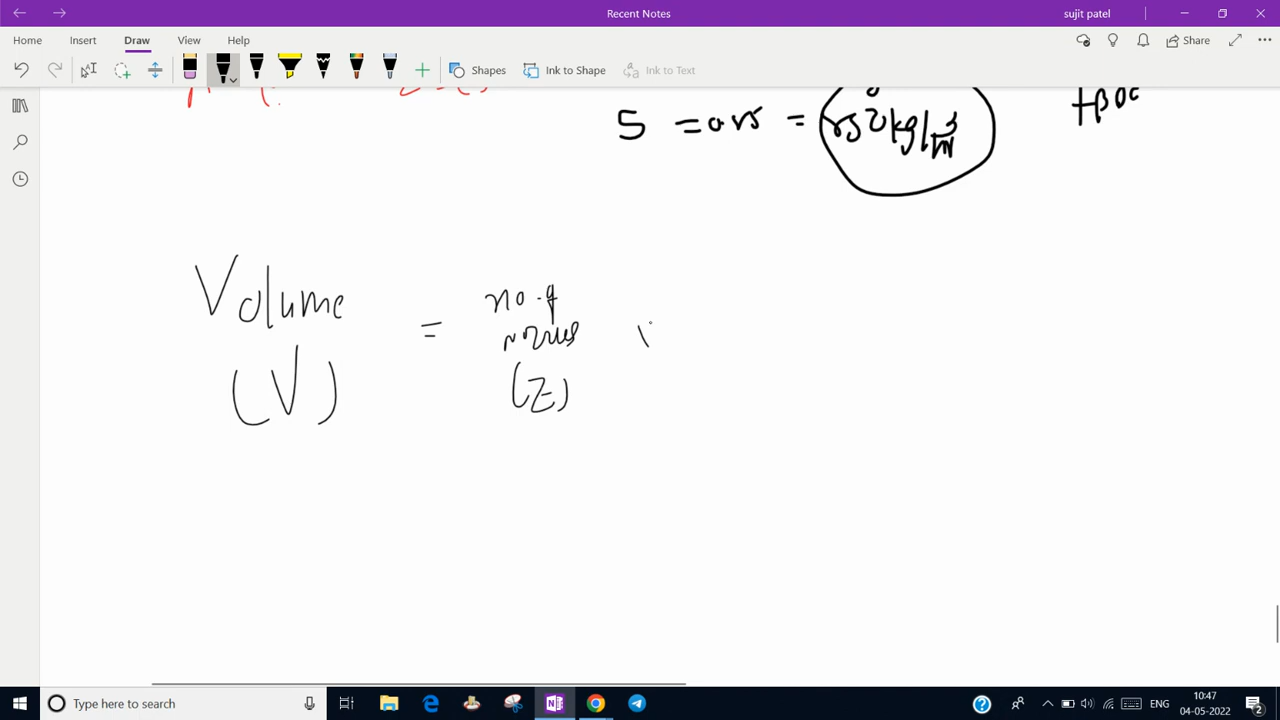 Recent Notes
sujit patel
Home Insert Draw View Help
Share
Shapes Ink to Shape Ink to Text
S =
Volume
no. of
=
(V)
(Z)
Type here to search
ENG
10:47
04-05-2022
2